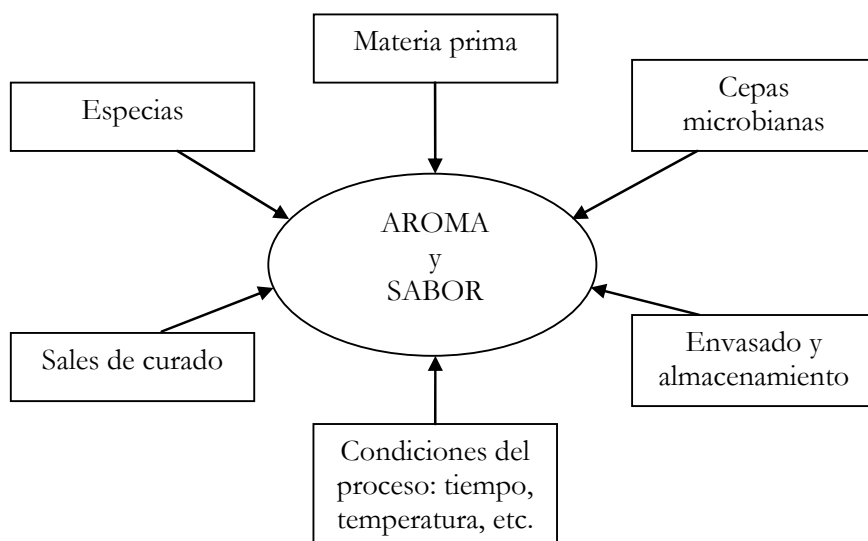 Materia prima
Especias
Cepas
microbianas
AROMA
y
SABOR
Sales de curado
Envasado y
almacenamiento
Condiciones del
proceso: tiempo,
temperatura, etc.